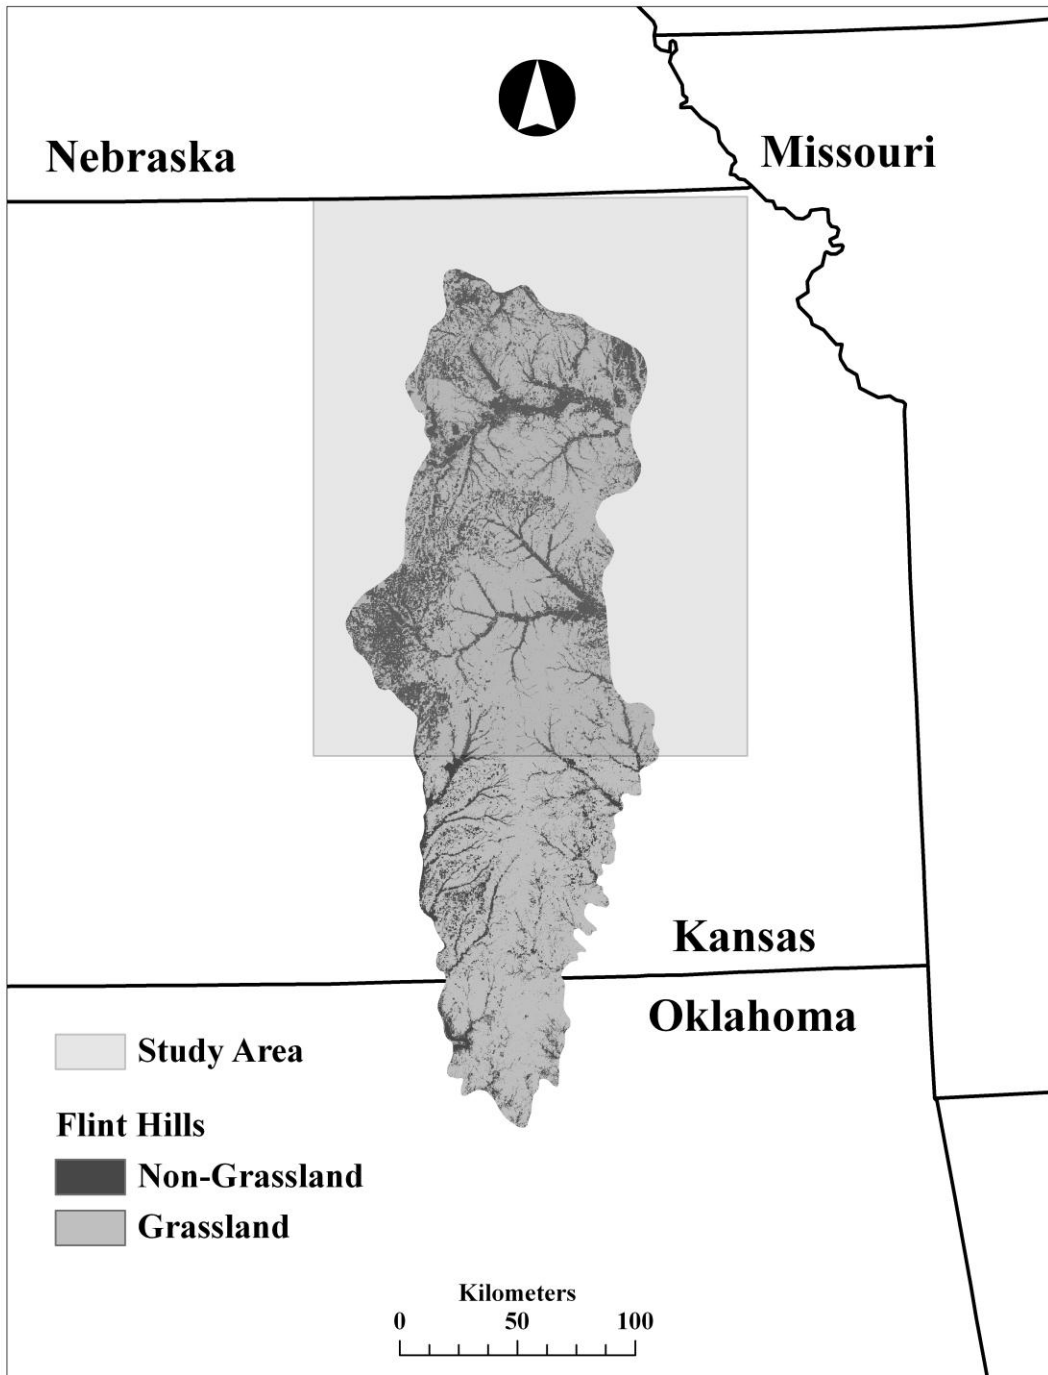 Nebraska
Missouri
Kansas
Oklahoma
Study Area
Flint Hills
Non-Grassland
Grassland
Kilometers
0 50 100